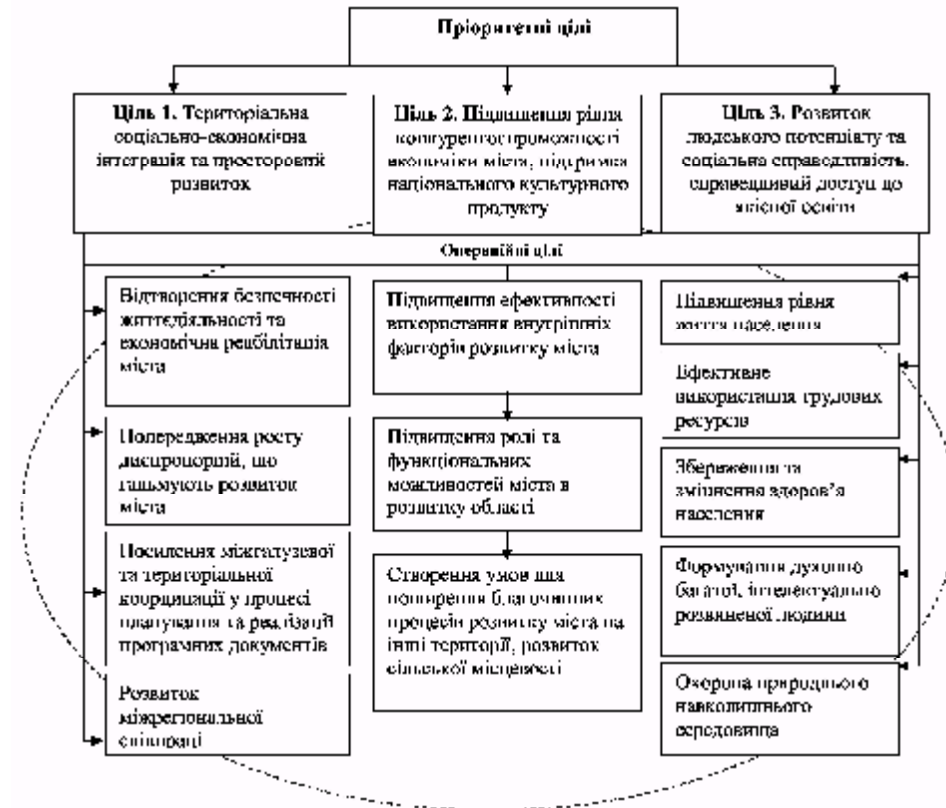 Пріоритетні цілі
Ціль 1. Територіальна
соціально-економічна
інтеграція та просторовий
розвиток
Ціль 2. Підвищення рівня
конкурентоспроможності
економіки міста, підтримка
національного культурного
продукту
Ціль 3. Розвиток
людського потенціалу та
соціальна справедливість,
справедливий доступ до
якісної освіти
Операційні цілі
Відтворення безпечності
життєдіяльності та
економічна реабілітація
міста
Попередження росту
диспропорцій, що
гальмують розвиток
міста
Посилення міжгалузевої
та територіальної
координації у процесі
планування та реалізації
програмних документів
Розвиток
міжрегіональної
співпраці
Підвищення ефективності
використання внутрішніх
факторів розвитку міста
Підвищення ролі та
функціональних
можливостей міста в
розвитку області
Створення умов для
поширення благочинних
процесів розвитку міста на
інші території, розвиток
сільської місцевості
Підвищення рівня
життя населення
Ефективне
використання трудових
ресурсів
Збереження та
зміцнення здоров’я
населення
Формування духовно
багатої, інтелектуально
розвиненої людини
Охорона природнього
навколишнього
середовища